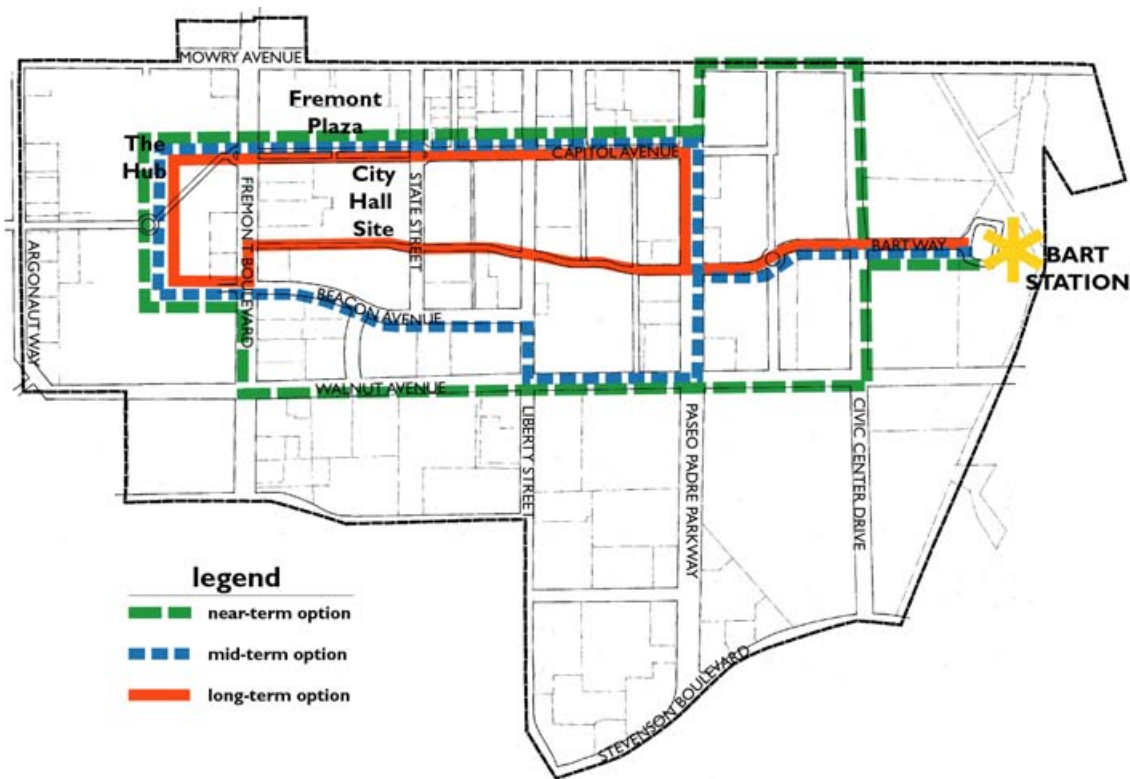 MOWRY AVENUE
Fremont
Plaza
The
Hub
CAPITOL AVENUE
City
Hall
Site
STATE STREET
FREMONT BOULEVARD
ARGONAUT WAY
BART WAY
BART
STATION
BEACON AVENUE
WALNUT AVENUE
LIBERTY STREET
PASEO PADRE PARKWAY
CIVIC CENTER DRIVE
STEVENSON BOULEVARD
legend
near-term option
mid-term option
long-term option